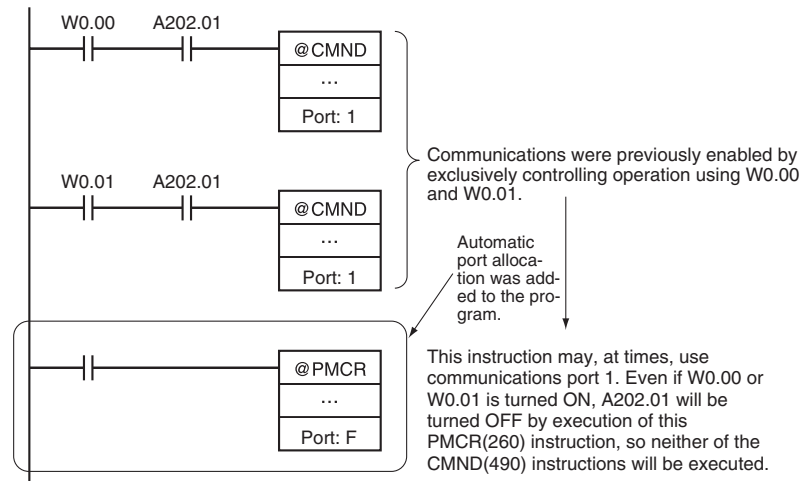 W0.00 A202.01
@CMND
...
Port: 1
Communications were previously enabled by
exclusively controlling operation using W0.00
and W0.01.
W0.01 A202.01
@CMND
...
Port: 1
Automatic
port alloca-
tion was add-
ed to the pro-
gram.
@PMCR
...
Port: F
This instruction may, at times, use
communications port 1. Even if W0.00 or
W0.01 is turned ON, A202.01 will be
turned OFF by execution of this
PMCR(260) instruction, so neither of the
CMND(490) instructions will be executed.